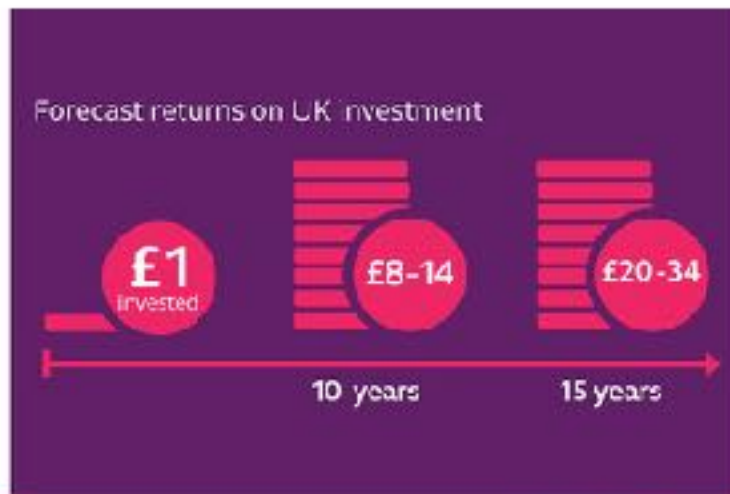 Forecast returns on UK investment
£1
invested
£8-14
£20-34
10 years
15 years